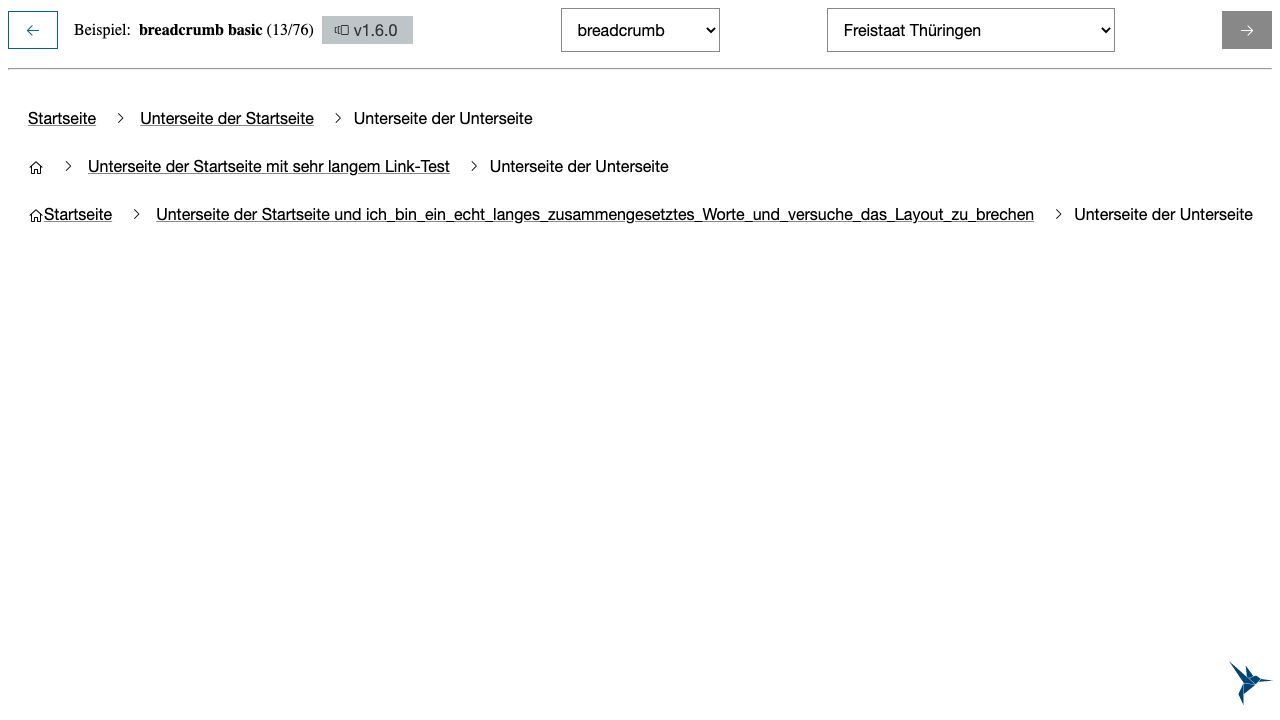 Beispiel: breadcrumb basic (13/76) v1.6.0 breadcrumb Freistaat Thüringen
Startseite Unterseite der Startseite Unterseite der Unterseite
Unterseite der Startseite mit sehr langem Link-Test Unterseite der Unterseite
Startseite Unterseite der Startseite und ich_bin_ein_echt_langes_zusammengesetztes_Worte_und_versuche_das_Layout_zu_brechen Unterseite der Unterseite